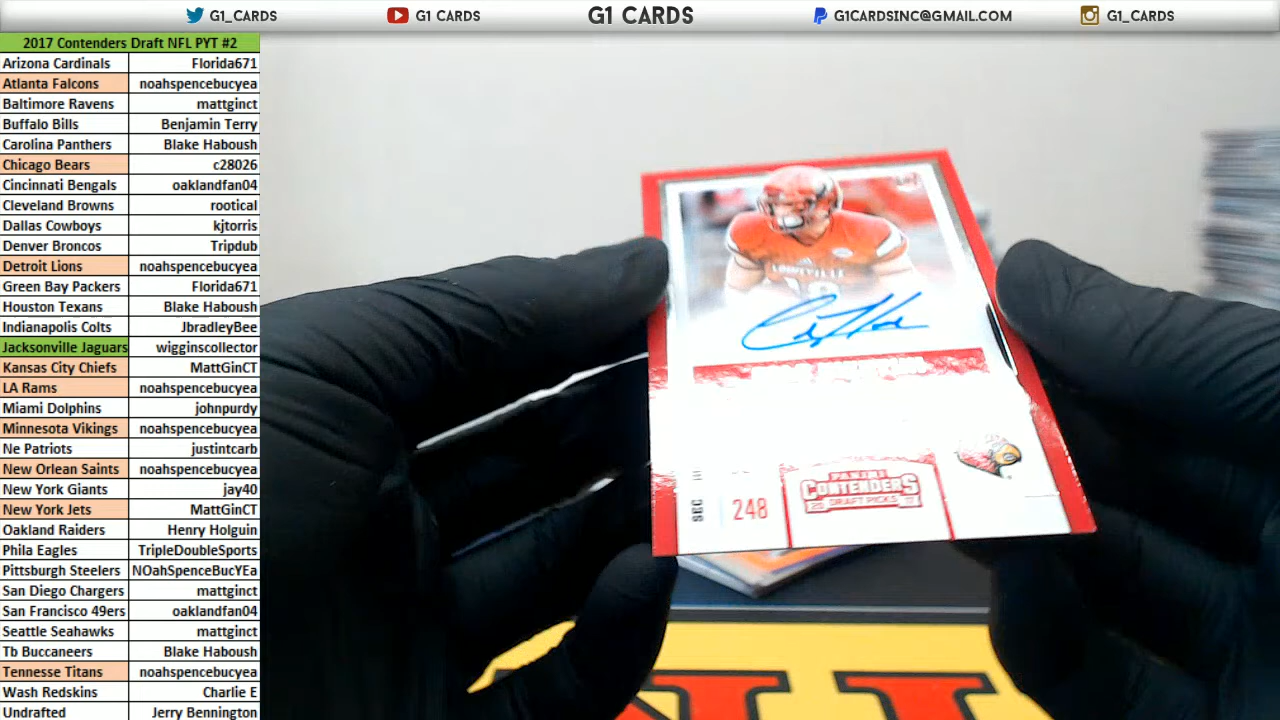 G1_CARDS G1 CARDS G1 CARDS G1CARDSINC@GMAIL.COM G1_CARDS
2017 Contenders Draft NFL PYT #2
Arizona Cardinals Florida671
Atlanta Falcons noahspencebucyea
Baltimore Ravens mattginct
Buffalo Bills Benjamin Terry
Carolina Panthers Blake Haboush
Chicago Bears c28026
Cincinnati Bengals oaklandfan04
Cleveland Browns rootical
Dallas Cowboys kjtorris
Denver Broncos Tripdub
Detroit Lions noahspencebucyea
Green Bay Packers Florida671
Houston Texans Blake Haboush
Indianapolis Colts JbradleyBee
Jacksonville Jaguars wigginscollector
Kansas City Chiefs MattGinCT
LA Rams noahspencebucyea
Miami Dolphins johnpurdy
Minnesota Vikings noahspencebucyea
Ne Patriots justintcarb
New Orlean Saints noahspencebucyea
New York Giants jay40
New York Jets MattGinCT
Oakland Raiders Henry Holguin
Phila Eagles TripleDoubleSports
Pittsburgh Steelers NOahSpenceBucYEa
San Diego Chargers mattginct
San Francisco 49ers oaklandfan04
Seattle Seahawks mattginct
Tb Buccaneers Blake Haboush
Tennesse Titans noahspencebucyea
Wash Redskins Charlie E
Undrafted Jerry Bennington
LOUISVILLE
SEC
248
PANINI
CONTENDERS
20 DRAFT PICKS 17